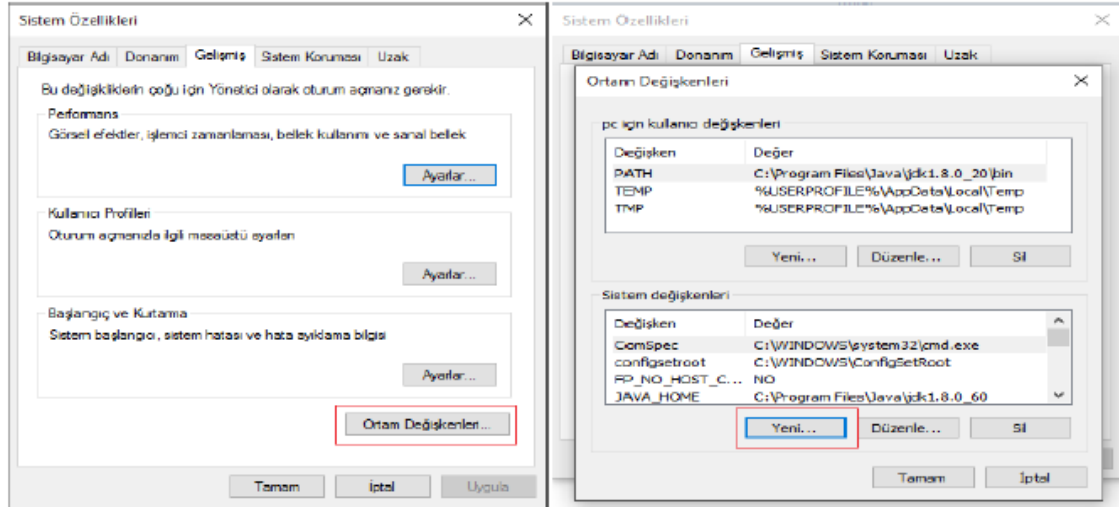 Sistem Özellikleri
Bilgisayar Adı Donanım Gelişmiş Sistem Koruması Uzak
Bu değişikliklerin çoğu için Yönetici olarak oturum açmanız gerekir.
Performans
Görsel efektler, işlemci zamanlaması, bellek kullanımı ve sanal bellek
Ayarlar...
Kullanıcı Profilleri
Oturum açmanızla ilgili masaüstü ayarları
Ayarlar...
Başlangıç ve Kurtarma
Sistem başlangıcı, sistem hatası ve hata ayıklama bilgisi
Ayarlar...
Ortam Değişkenleri...
Tamam İptal Uygula
Sistem Özellikleri
Bilgisayar Adı Donanım Gelişmiş Sistem Koruması Uzak
Ortam Değişkenleri
pc için kullanıcı değişkenleri
Değişken Değer
PATH C:\Program Files\Java\jdk1.8.0_20\bin
TEMP %USERPROFILE%\AppData\Local\Temp
TMP %USERPROFILE%\AppData\Local\Temp
Yeni... Düzenle... Sil
Sistem değişkenleri
Değişken Değer
ComSpec C:\WINDOWS\system32\cmd.exe
configsetroot C:\WINDOWS\ConfigSetRoot
FP_NO_HOST_C... NO
JAVA_HOME C:\Program Files\Java\jdk1.8.0_60
Yeni... Düzenle... Sil
Tamam İptal